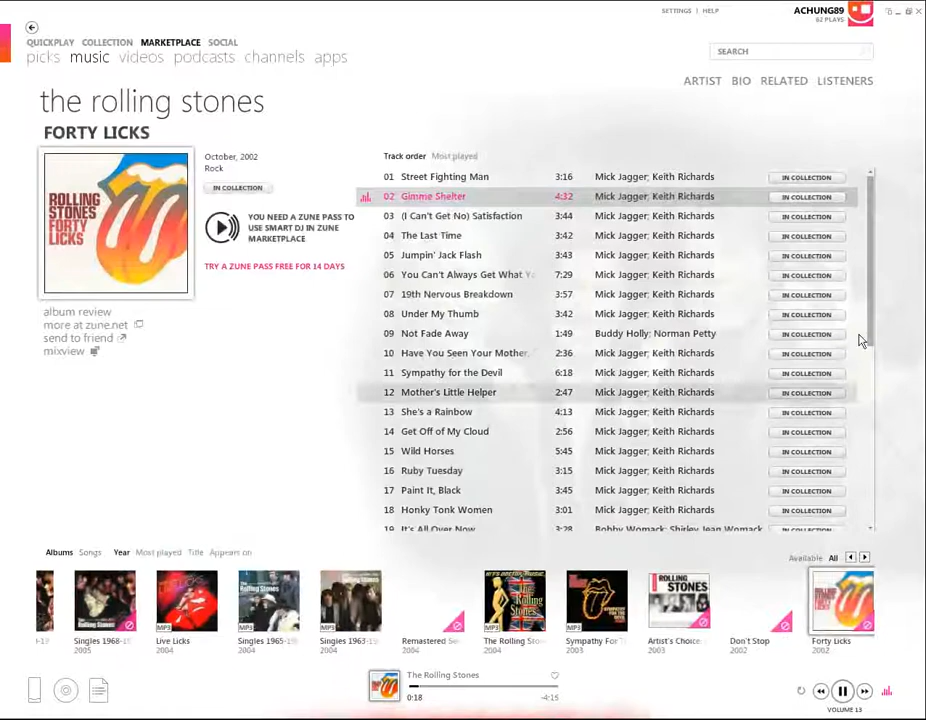 SETTINGS | HELP
ACHUNG89
82 PLAYS
QUICKPLAY COLLECTION MARKETPLACE SOCIAL
picks music videos podcasts channels apps
SEARCH
ARTIST BIO RELATED LISTENERS
the rolling stones
FORTY LICKS
ROLLING
STONES
FORTY
LICKS
October, 2002
Rock
IN COLLECTION
YOU NEED A ZUNE PASS TO
USE SMART DJ IN ZUNE
MARKETPLACE
TRY A ZUNE PASS FREE FOR 14 DAYS
album review
more at zune.net
send to friend
mixview
Track order Most played
01 Street Fighting Man 3:16 Mick Jagger; Keith Richards IN COLLECTION
02 Gimme Shelter 4:32 Mick Jagger; Keith Richards IN COLLECTION
03 (I Can't Get No) Satisfaction 3:44 Mick Jagger; Keith Richards IN COLLECTION
04 The Last Time 3:42 Mick Jagger; Keith Richards IN COLLECTION
05 Jumpin' Jack Flash 3:43 Mick Jagger; Keith Richards IN COLLECTION
06 You Can't Always Get What Y 7:29 Mick Jagger; Keith Richards IN COLLECTION
07 19th Nervous Breakdown 3:57 Mick Jagger; Keith Richards IN COLLECTION
08 Under My Thumb 3:42 Mick Jagger; Keith Richards IN COLLECTION
09 Not Fade Away 1:49 Buddy Holly; Norman Petty IN COLLECTION
10 Have You Seen Your Mother, 2:36 Mick Jagger; Keith Richards IN COLLECTION
11 Sympathy for the Devil 6:18 Mick Jagger; Keith Richards IN COLLECTION
12 Mother's Little Helper 2:47 Mick Jagger; Keith Richards IN COLLECTION
13 She's a Rainbow 4:13 Mick Jagger; Keith Richards IN COLLECTION
14 Get Off of My Cloud 2:56 Mick Jagger; Keith Richards IN COLLECTION
15 Wild Horses 5:45 Mick Jagger; Keith Richards IN COLLECTION
16 Ruby Tuesday 3:15 Mick Jagger; Keith Richards IN COLLECTION
17 Paint It, Black 3:45 Mick Jagger; Keith Richards IN COLLECTION
18 Honky Tonk Women 3:01 Mick Jagger; Keith Richards IN COLLECTION
19 It's All Over Now 3:28 Bobby Womack; Shirley Jean Womack IN COLLECTION
Albums Songs Year Most played Title Appears on
Available All
MP3 MP3 MP3 MP3 MP3
ROLLING
STONES
Singles 1968-1 Live Licks Singles 1965-19 Singles 1963-19 Remastered Se The Rolling Sto Sympathy For T Artist's Choice: Don't Stop Forty Licks
2005 2004 2004 2004 2004 2004 2003 2003 2002 2002
The Rolling Stones
0:18 -4:15
VOLUME 13